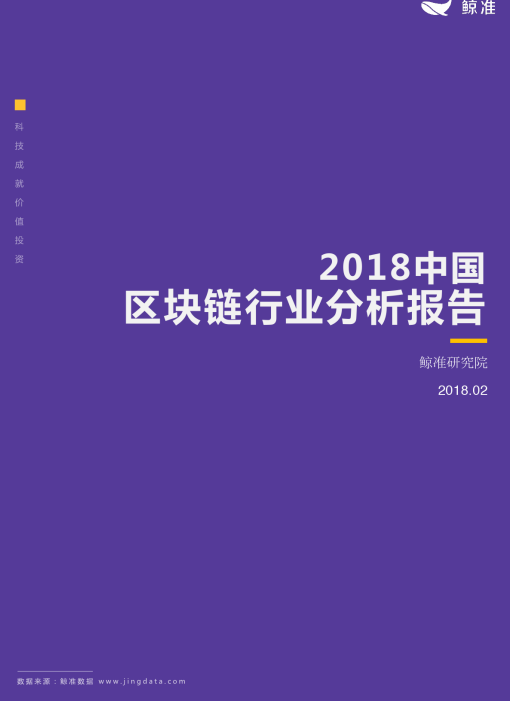 鲸准
科技成就价值投资
2018中国
区块链行业分析报告
鲸准研究院
2018.02
数据来源：鲸准数据 www.jingdata.com